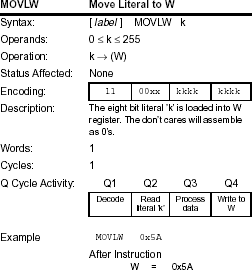 MOVLW Move Literal to W
Syntax: [ label ] MOVLW k
Operands: 0 ≤ k ≤ 255
Operation: k → (W)
Status Affected: None
Encoding: 11 00xx kkkk kkkk
Description: The eight bit literal 'k' is loaded into W
register. The don't cares will assemble
as 0's.
Words: 1
Cycles: 1
Q Cycle Activity: Q1 Q2 Q3 Q4
Decode Read literal 'k' Process data Write to W
Example MOVLW 0x5A
After Instruction
W = 0x5A